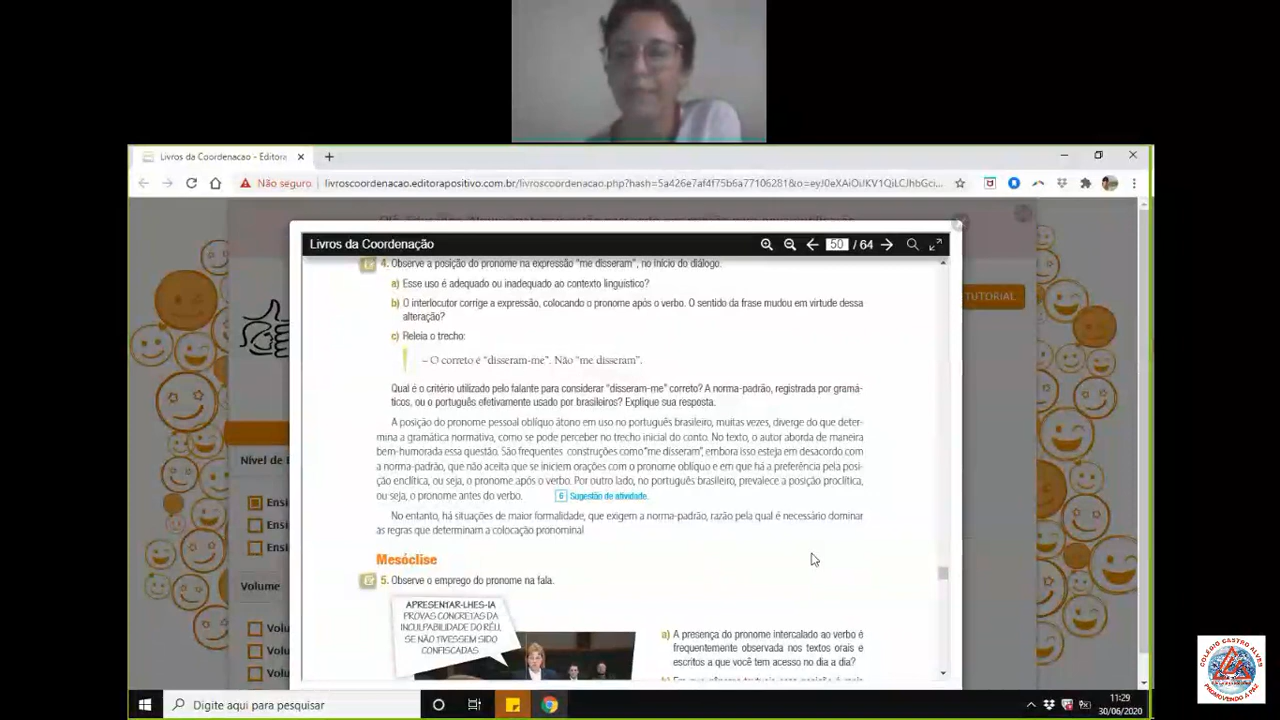 Livros da Coordenacao - Editora
Não seguro
livroscoordenacao.editorapositivo.com.br/livroscoordenacao.php?hash=5a426e7af4f75b6a77106281&o=eyJ0eXAiOiJKV1QiLCJhbGci...
Livros da Coordenação
50 / 64
4. Observe a posição do pronome na expressão "me disseram", no início do diálogo.
a) Esse uso é adequado ou inadequado ao contexto linguístico?
b) O interlocutor corrige a expressão, colocando o pronome após o verbo. O sentido da frase mudou em virtude dessa
alteração?
c) Releia o trecho:
– O correto é "disseram-me". Não "me disseram".
Qual é o critério utilizado pelo falante para considerar "disseram-me" correto? A norma-padrão, registrada por gramá-
ticos, ou o português efetivamente usado por brasileiros? Explique sua resposta.
A posição do pronome pessoal oblíquo átono em uso no português brasileiro, muitas vezes, diverge do que deter-
mina a gramática normativa, como se pode perceber no trecho inicial do conto. No texto, o autor aborda de maneira
bem-humorada essa questão. São frequentes construções como "me disseram", embora isso esteja em desacordo com
a norma-padrão, que não aceita que se iniciem orações com o pronome oblíquo e em que há a preferência pela posi-
ção enclítica, ou seja, o pronome após o verbo. Por outro lado, no português brasileiro, prevalece a posição proclítica,
ou seja, o pronome antes do verbo.
6 Sugestão de atividade.
No entanto, há situações de maior formalidade, que exigem a norma-padrão, razão pela qual é necessário dominar
as regras que determinam a colocação pronominal
Mesóclise
5. Observe o emprego do pronome na fala.
APRESENTAR-LHES-IA
PROVAS CONCRETAS DA
INCULPABILIDADE DO RÉU,
SE NÃO TIVESSEM SIDO
CONFISCADAS
a) A presença do pronome intercalado ao verbo é
frequentemente observada nos textos orais e
escritos a que você tem acesso no dia a dia?
TUTORIAL
Nível de E
Ensi
Ensi
Volume
Volu
Volu
Volu
Digite aqui para pesquisar
11:29
30/06/2020
COLÉGIO CASTRO ALVES
PROMOVENDO A PAZ